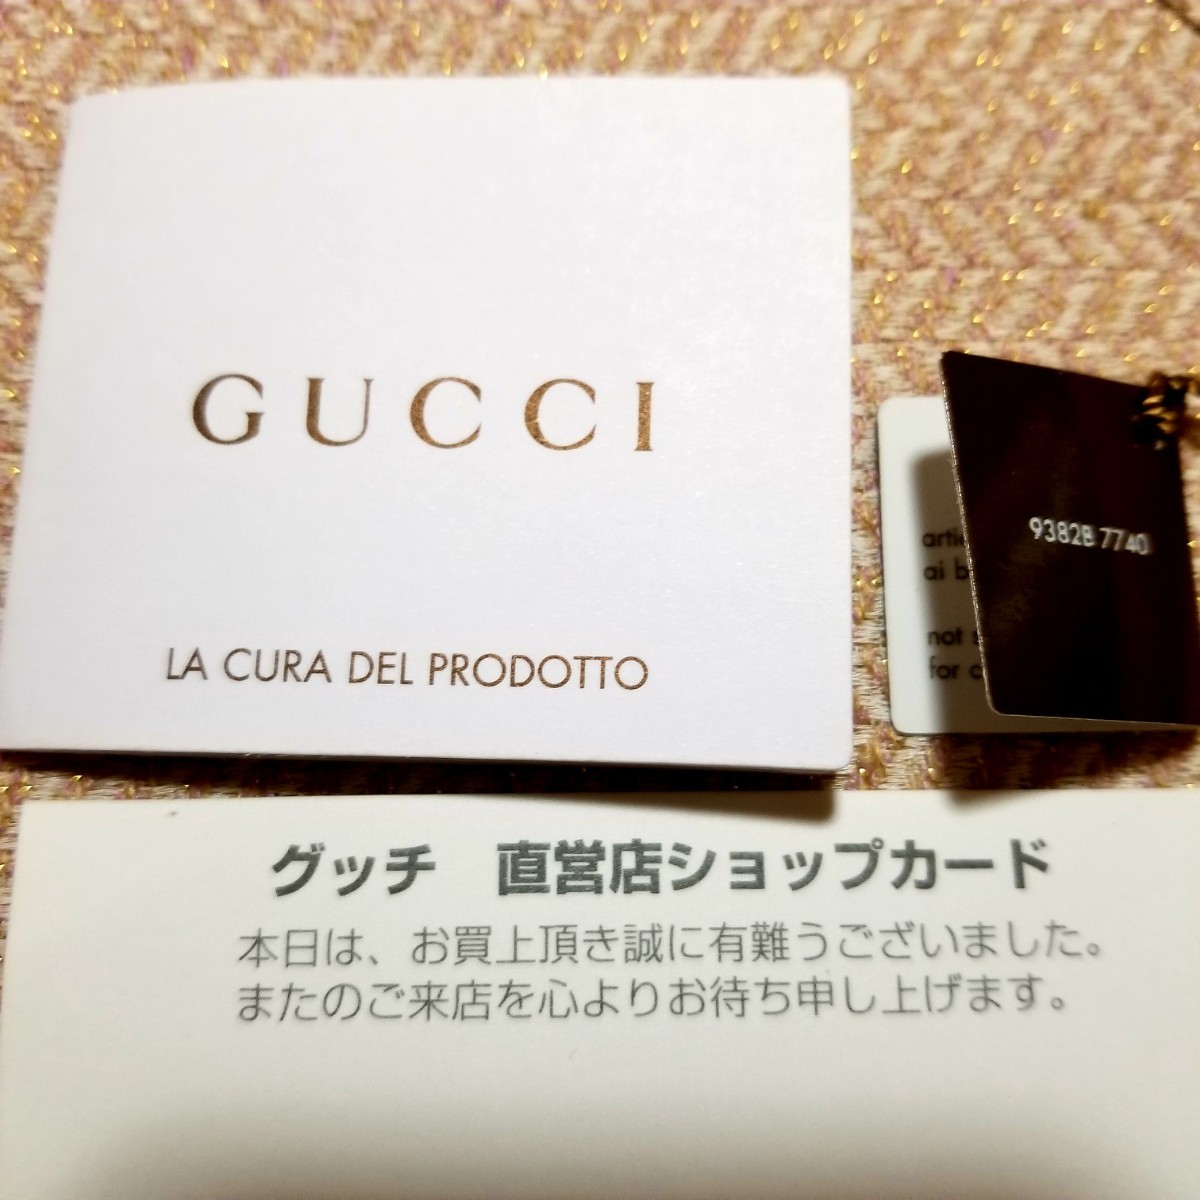 GUCCI
LA CURA DEL PRODOTTO
93828 7740
not
for
グッチ 直営店ショップカード
本日は、お買上頂き誠に有難うございました。
またのご来店を心よりお待ち申し上げます。